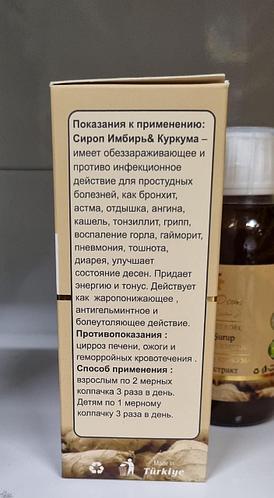 Показания к применению:
Сироп Имбирь& Куркума –
имеет обеззараживающее и
противо инфекционное
действие для простудных
болезней, как бронхит,
астма, отдышка, ангина,
кашель, тонзиллит, грипп,
воспаление горла, гайморит,
пневмония, тошнота,
диарея, улучшает
состояние десен. Придает
энергию и тонус. Действует
как жаропонижающее ,
антигельминтное и
болеутоляющее действие.
Противопоказания :
цирроз печени, ожоги и
геморройных кровотечения .
Способ применения :
взрослым по 2 мерных
колпачка 3 раза в день.
Детям по 1 мерному
колпачку 3 раза в день.
Made in
Türkiye